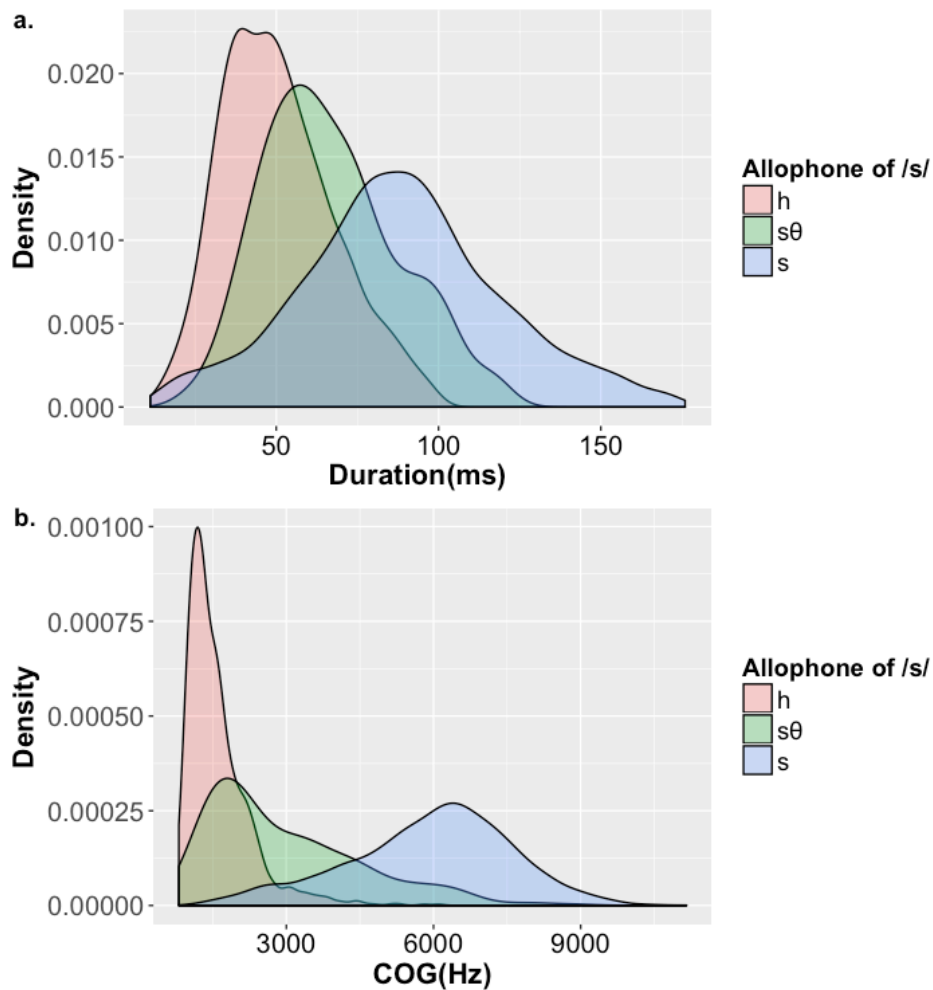 a.
Density
0.020
0.015
0.010
0.005
0.000
50 100 150
Duration(ms)
Allophone of /s/
h
sθ
s
b.
Density
0.00100
0.00075
0.00050
0.00025
0.00000
3000 6000 9000
COG(Hz)
Allophone of /s/
h
sθ
s